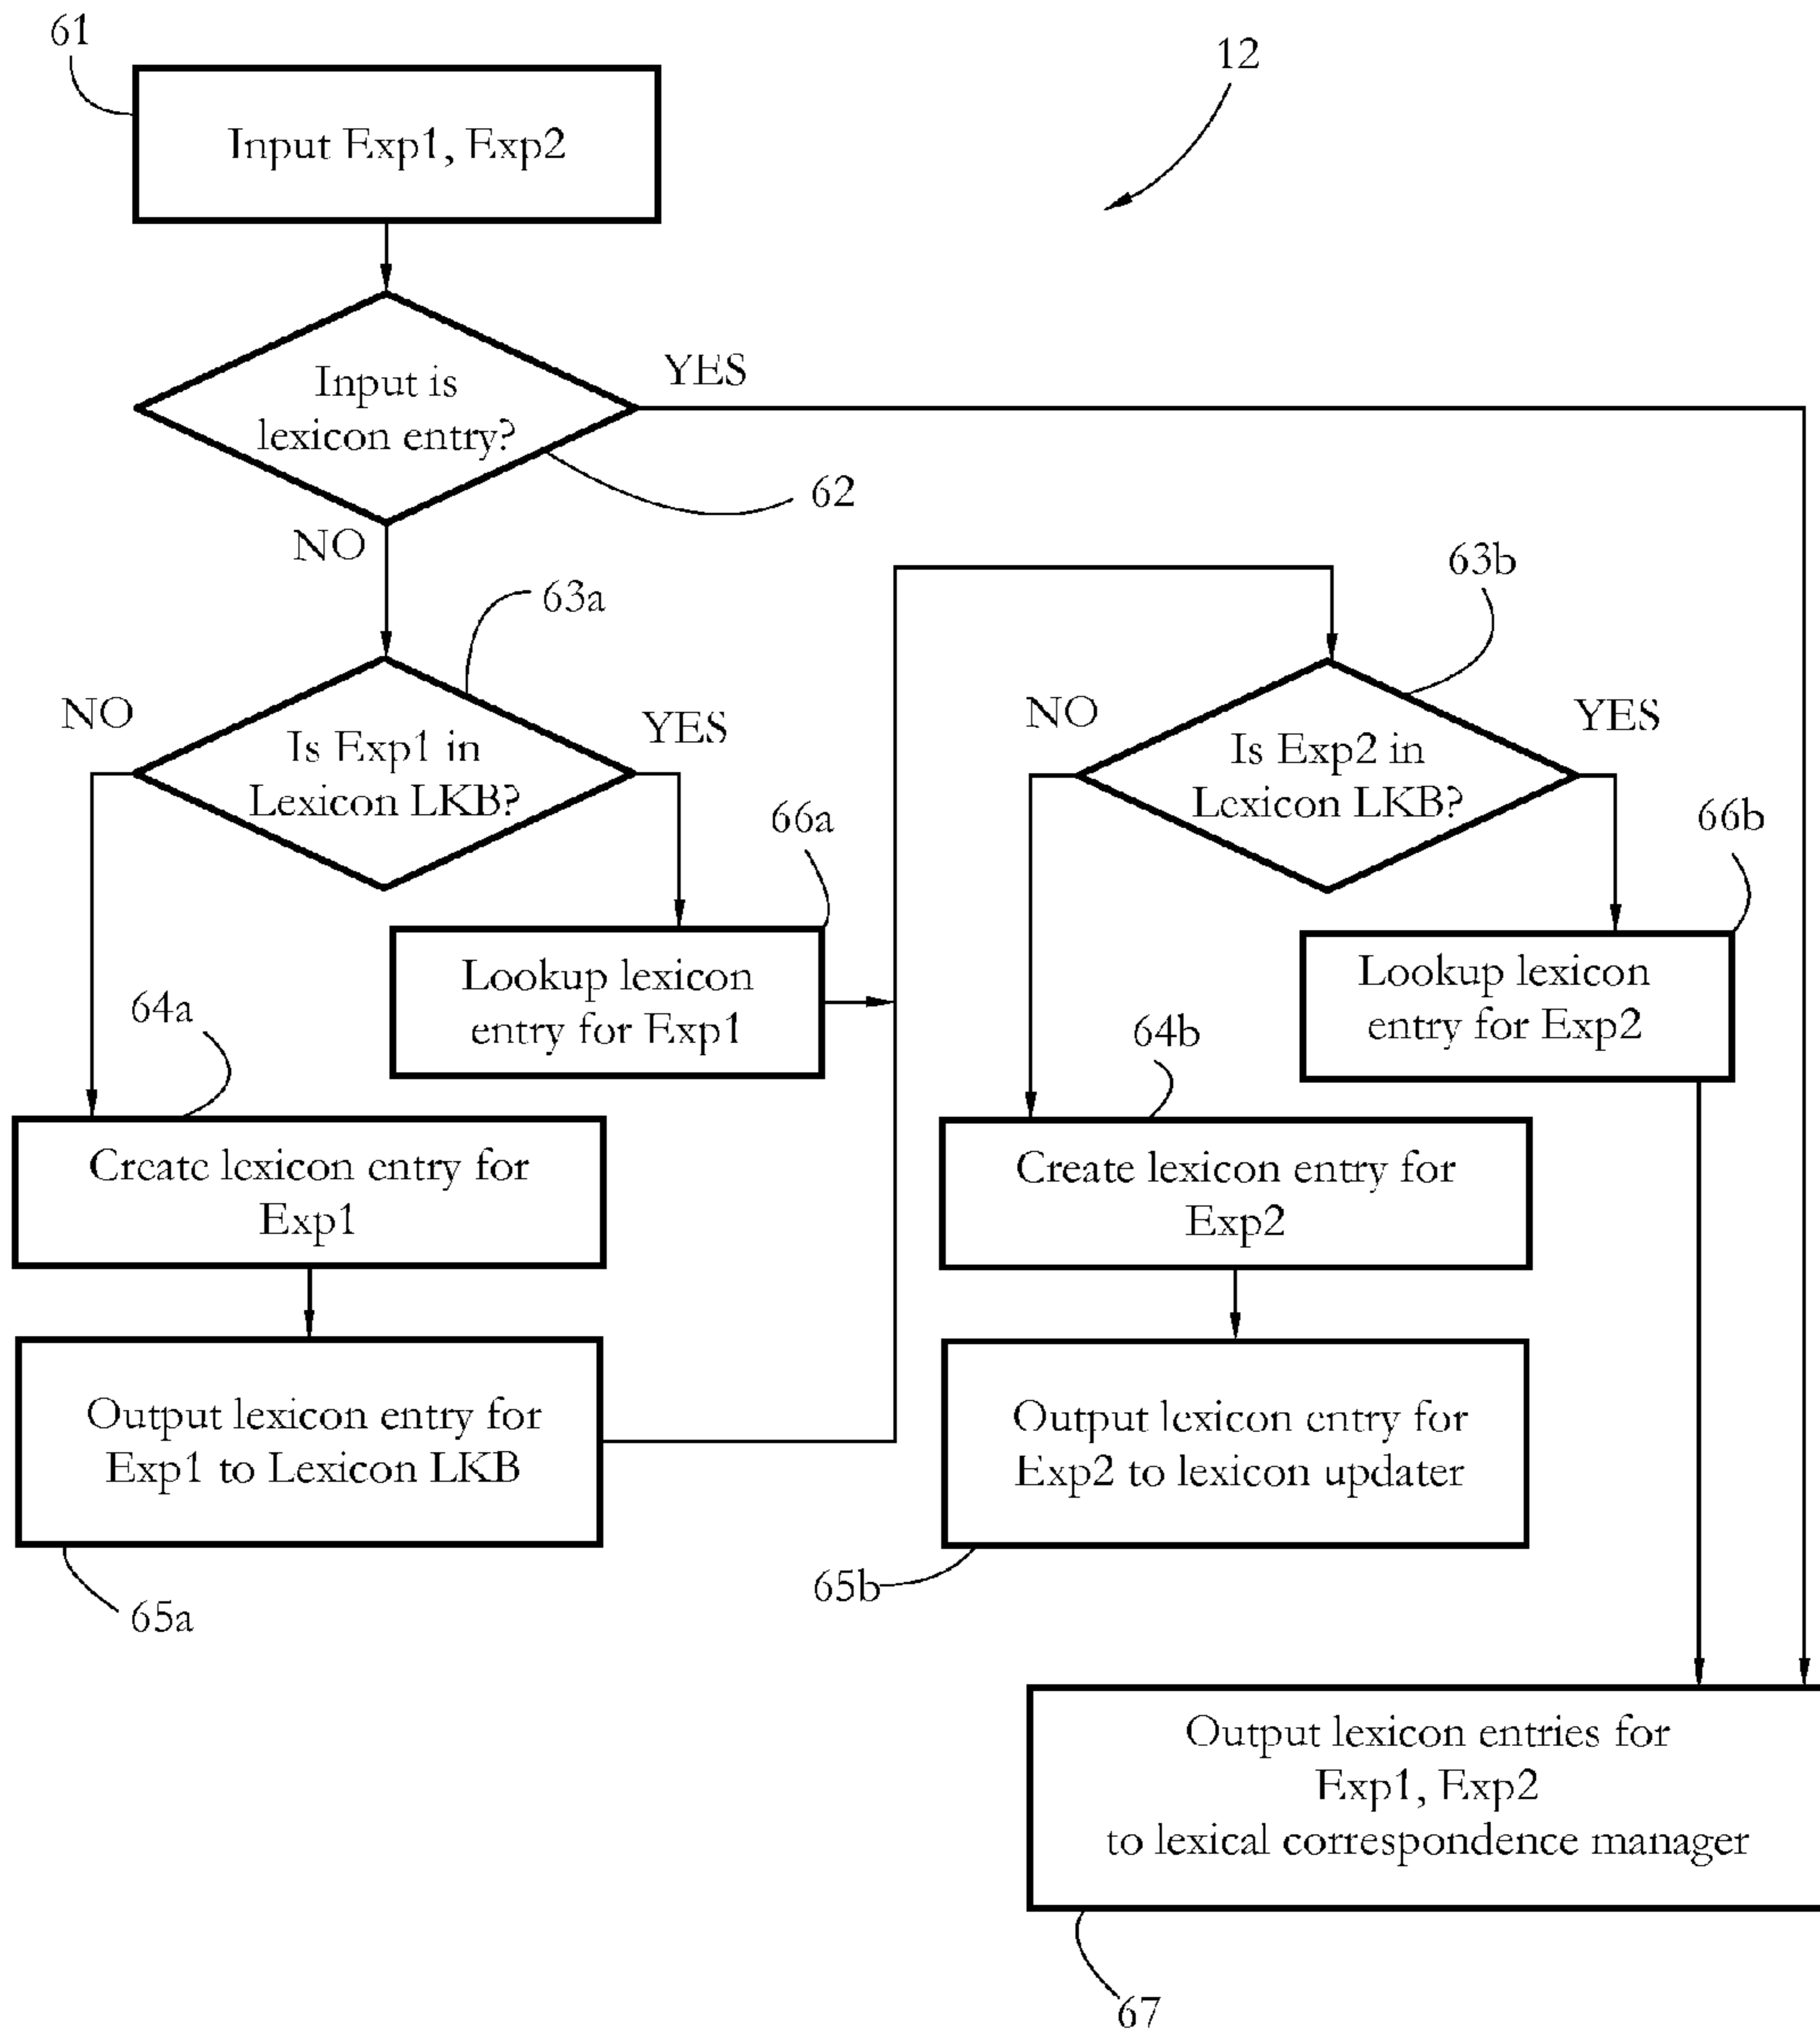 61
12
Input Exp1, Exp2
Input is
lexicon entry?
YES
62
NO
63a
63b
NO
Is Exp1 in
Lexicon LKB?
YES
NO
Is Exp2 in
Lexicon LKB?
YES
66a
66b
Lookup lexicon
entry for Exp1
Lookup lexicon
entry for Exp2
64a
64b
Create lexicon entry for
Exp1
Create lexicon entry for
Exp2
Output lexicon entry for
Exp1 to Lexicon LKB
Output lexicon entry for
Exp2 to lexicon updater
65a
65b
Output lexicon entries for
Exp1, Exp2
to lexical correspondence manager
67